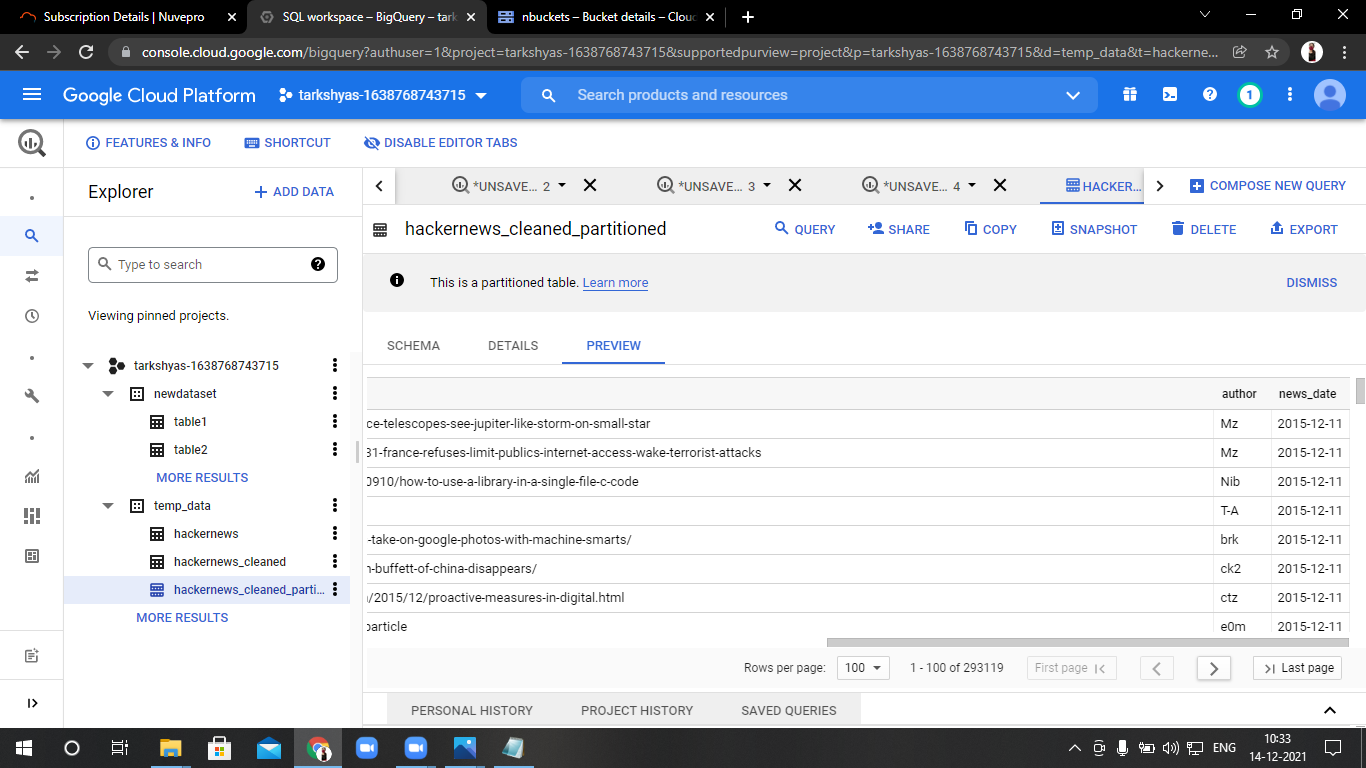 Subscription Details | Nuvepro
SQL workspace – BigQuery – tark
nbuckets – Bucket details – Clou
console.cloud.google.com/bigquery?authuser=1&project=tarkshyas-1638768743715&supportedpurview=project&p=tarkshyas-1638768743715&d=temp_data&t=hackerne...
Google Cloud Platform
tarkshyas-1638768743715
Search products and resources
1
FEATURES & INFO
SHORTCUT
DISABLE EDITOR TABS
Explorer
+ ADD DATA
Type to search
Viewing pinned projects.
tarkshyas-1638768743715
newdataset
table1
table2
MORE RESULTS
temp_data
hackernews
hackernews_cleaned
hackernews_cleaned_parti...
MORE RESULTS
*UNSAVE... 2
*UNSAVE... 3
*UNSAVE... 4
HACKER...
COMPOSE NEW QUERY
hackernews_cleaned_partitioned
QUERY
SHARE
COPY
SNAPSHOT
DELETE
EXPORT
This is a partitioned table. Learn more
DISMISS
SCHEMA
DETAILS
PREVIEW
author news_date
ce-telescopes-see-jupiter-like-storm-on-small-star Mz 2015-12-11
31-france-refuses-limit-publics-internet-access-wake-terrorist-attacks Mz 2015-12-11
0910/how-to-use-a-library-in-a-single-file-c-code Nib 2015-12-11
T-A 2015-12-11
-take-on-google-photos-with-machine-smarts/ brk 2015-12-11
n-buffett-of-china-disappears/ ck2 2015-12-11
/2015/12/proactive-measures-in-digital.html ctz 2015-12-11
particle e0m 2015-12-11
Rows per page: 100 1 - 100 of 293119 First page Last page
PERSONAL HISTORY
PROJECT HISTORY
SAVED QUERIES
ENG
10:33
14-12-2021